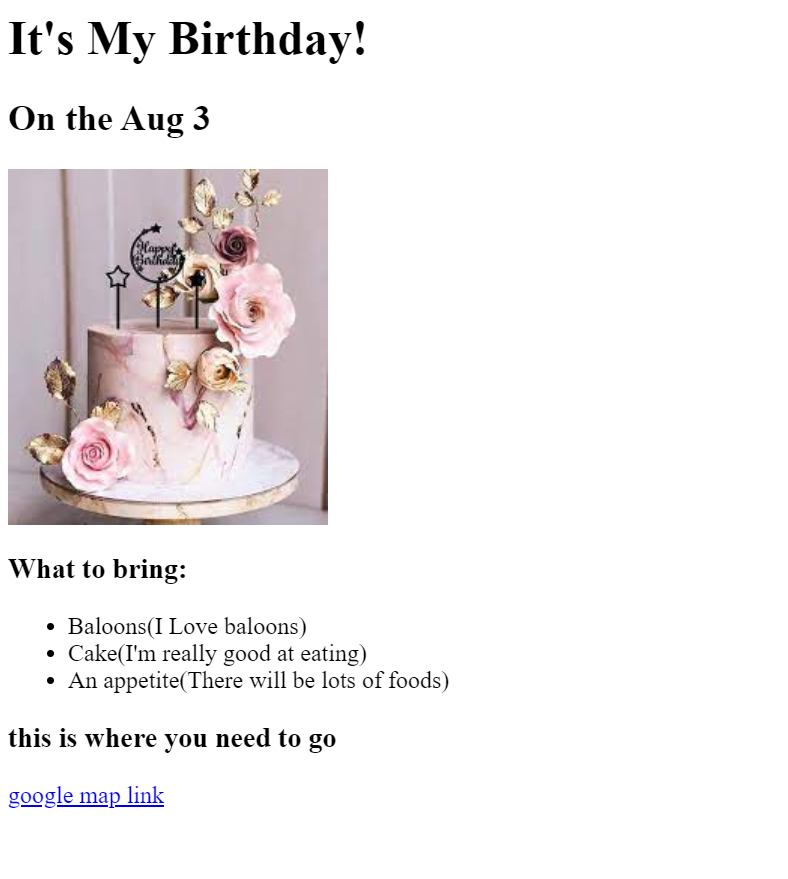 It's My Birthday!
On the Aug 3
Happy
Birthday
What to bring:
Baloons(I Love baloons)
Cake(I'm really good at eating)
An appetite(There will be lots of foods)
this is where you need to go
google map link